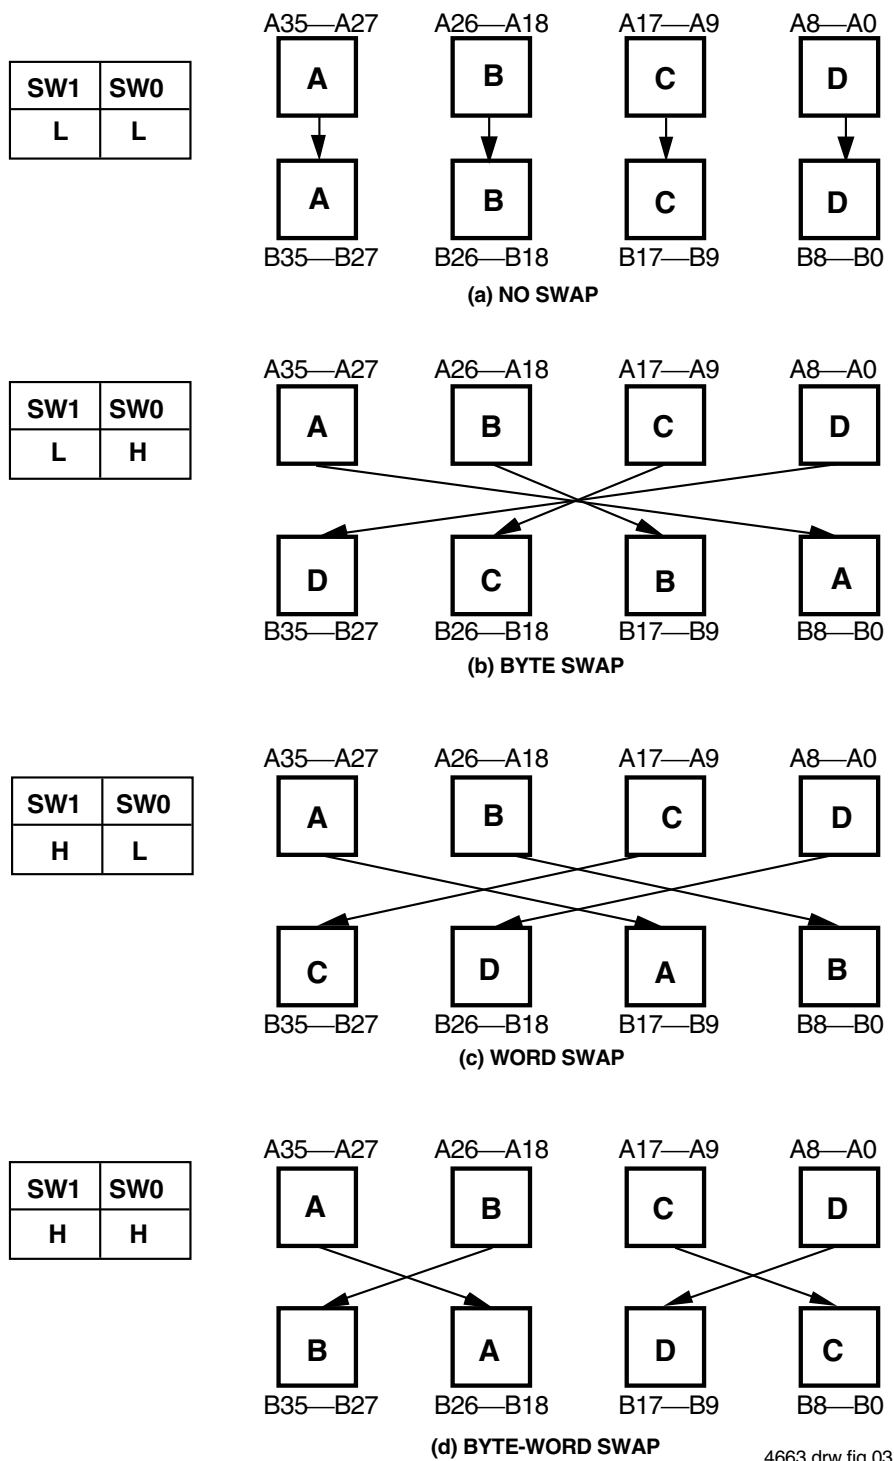 A35—A27 A26—A18 A17—A9 A8—A0
SW1 SW0
L L
A B C D
A B C D
B35—B27 B26—B18 B17—B9 B8—B0
(a) NO SWAP
A35—A27 A26—A18 A17—A9 A8—A0
SW1 SW0
L H
A B C D
D C B A
B35—B27 B26—B18 B17—B9 B8—B0
(b) BYTE SWAP
A35—A27 A26—A18 A17—A9 A8—A0
SW1 SW0
H L
A B C D
C D A B
B35—B27 B26—B18 B17—B9 B8—B0
(c) WORD SWAP
A35—A27 A26—A18 A17—A9 A8—A0
SW1 SW0
H H
A B C D
B A D C
B35—B27 B26—B18 B17—B9 B8—B0
(d) BYTE-WORD SWAP
4663 drw fig 03